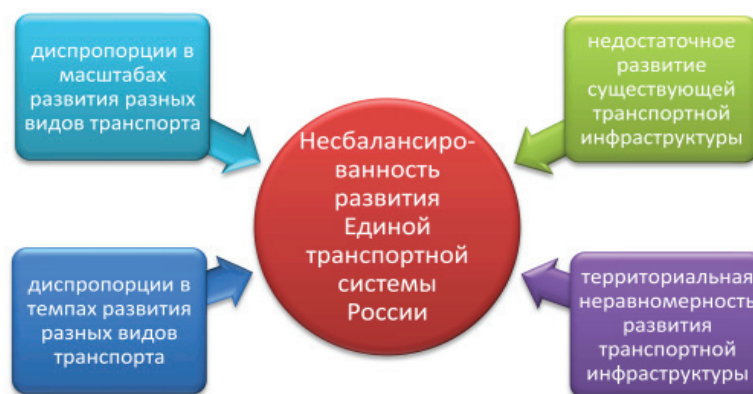 диспропорции в
масштабах
развития разных
видов транспорта
недостаточное
развитие
существующей
транспортной
инфраструктуры
Несбалансиро-
ванность
развития
Единой
транспортной
системы
России
диспропорции в
темпах развития
разных видов
транспорта
территориальная
неравномерность
развития
транспортной
инфраструктуры